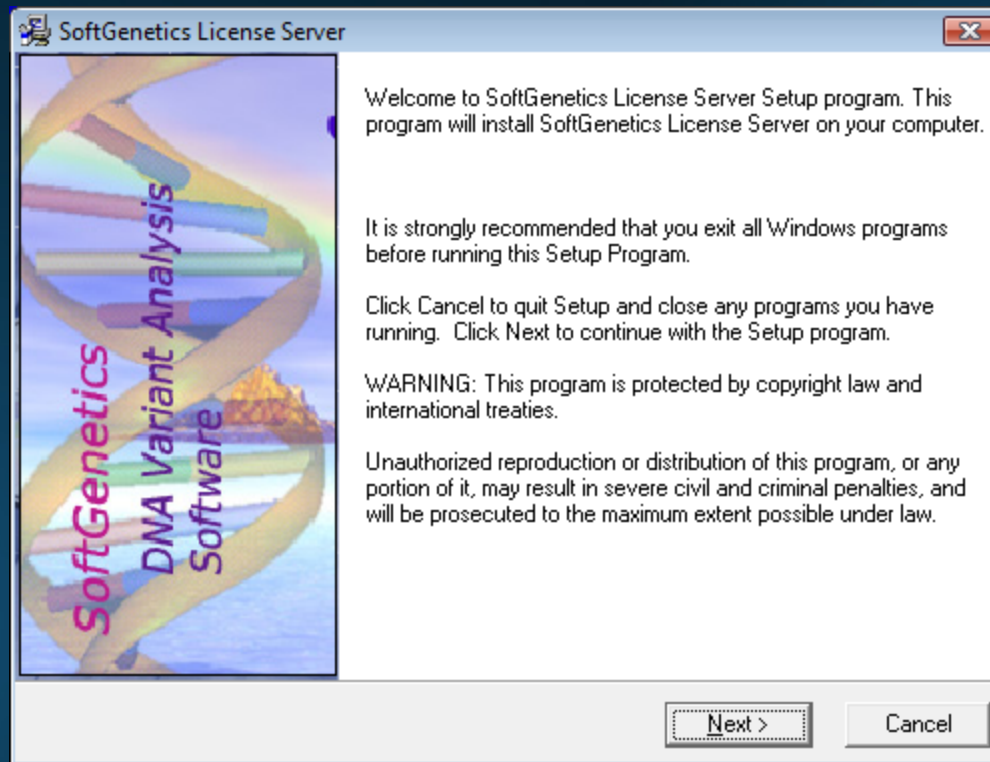 SoftGenetics License Server
SoftGenetics
DNA Variant Analysis
Software
Welcome to SoftGenetics License Server Setup program. This
program will install SoftGenetics License Server on your computer.
It is strongly recommended that you exit all Windows programs
before running this Setup Program.
Click Cancel to quit Setup and close any programs you have
running.  Click Next to continue with the Setup program.
WARNING: This program is protected by copyright law and
international treaties.
Unauthorized reproduction or distribution of this program, or any
portion of it, may result in severe civil and criminal penalties, and
will be prosecuted to the maximum extent possible under law.
Next >
Cancel